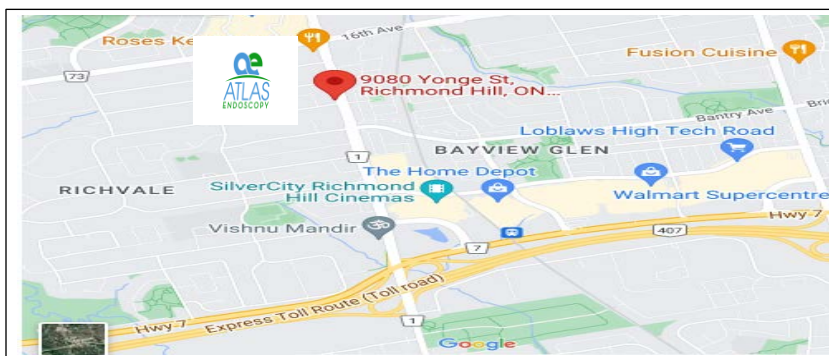 16th Ave
Roses Ke
Fusion Cuisine
73
ae
ATLAS
ENDOSCOPY
9080 Yonge St,
Richmond Hill, ON...
Bantry Ave
Bri
Loblaws High Tech Road
1
BAYVIEW GLEN
The Home Depot
RICHVALE
SilverCity Richmond
Hill Cinemas
Walmart Supercentre
Hwy 7
Vishnu Mandir
ॐ
7
407
Express Toll Route (Toll road)
Hwy 7
1
Google